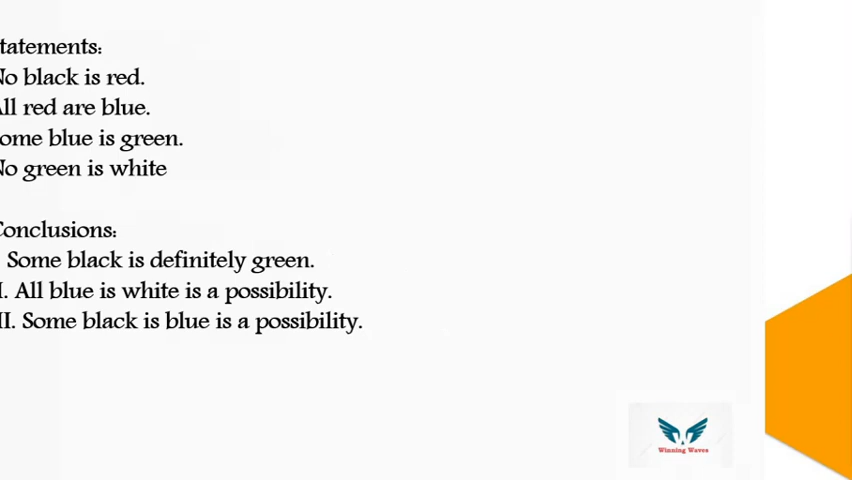 tatements:
No black is red.
All red are blue.
ome blue is green.
No green is white
Conclusions:
Some black is definitely green.
I. All blue is white is a possibility.
II. Some black is blue is a possibility.
Winning Waves